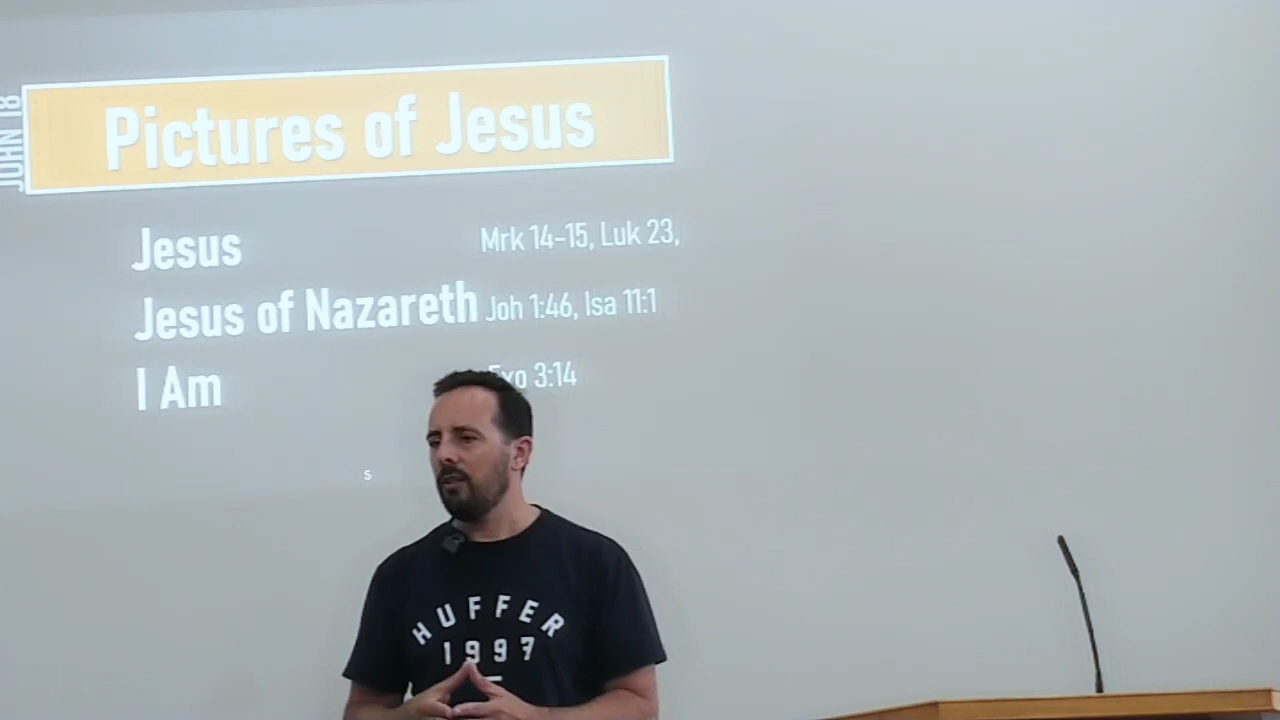 JOHN 18
Pictures of Jesus
Jesus Mrk 14-15, Luk 23,
Jesus of Nazareth Joh 1:46, Isa 11:1
I Am Exo 3:14
5
HUFFER
1997